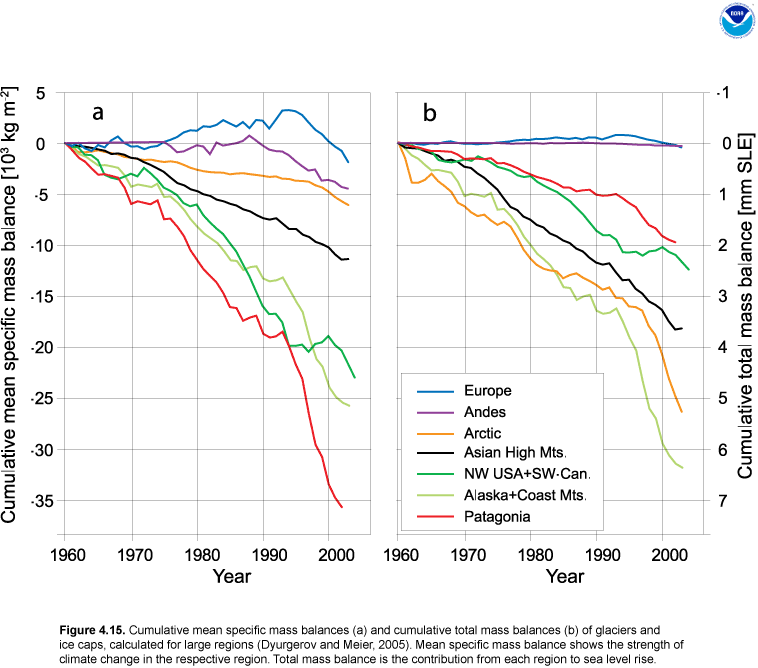 NOAA
5
0
-5
-10
-15
-20
-25
-30
-35
Cumulative mean specific mass balance [10³ kg m⁻²]
a
1960 1970 1980 1990 2000
Year
b
Europe
Andes
Arctic
Asian High Mts.
NW USA+SW-Can.
Alaska+Coast Mts.
Patagonia
1960 1970 1980 1990 2000
Year
-1
-0
1
2
3
4
5
6
7
Cumulative total mass balance [mm SLE]
Figure 4.15. Cumulative mean specific mass balances (a) and cumulative total mass balances (b) of glaciers and
ice caps, calculated for large regions (Dyurgerov and Meier, 2005). Mean specific mass balance shows the strength of
climate change in the respective region. Total mass balance is the contribution from each region to sea level rise.